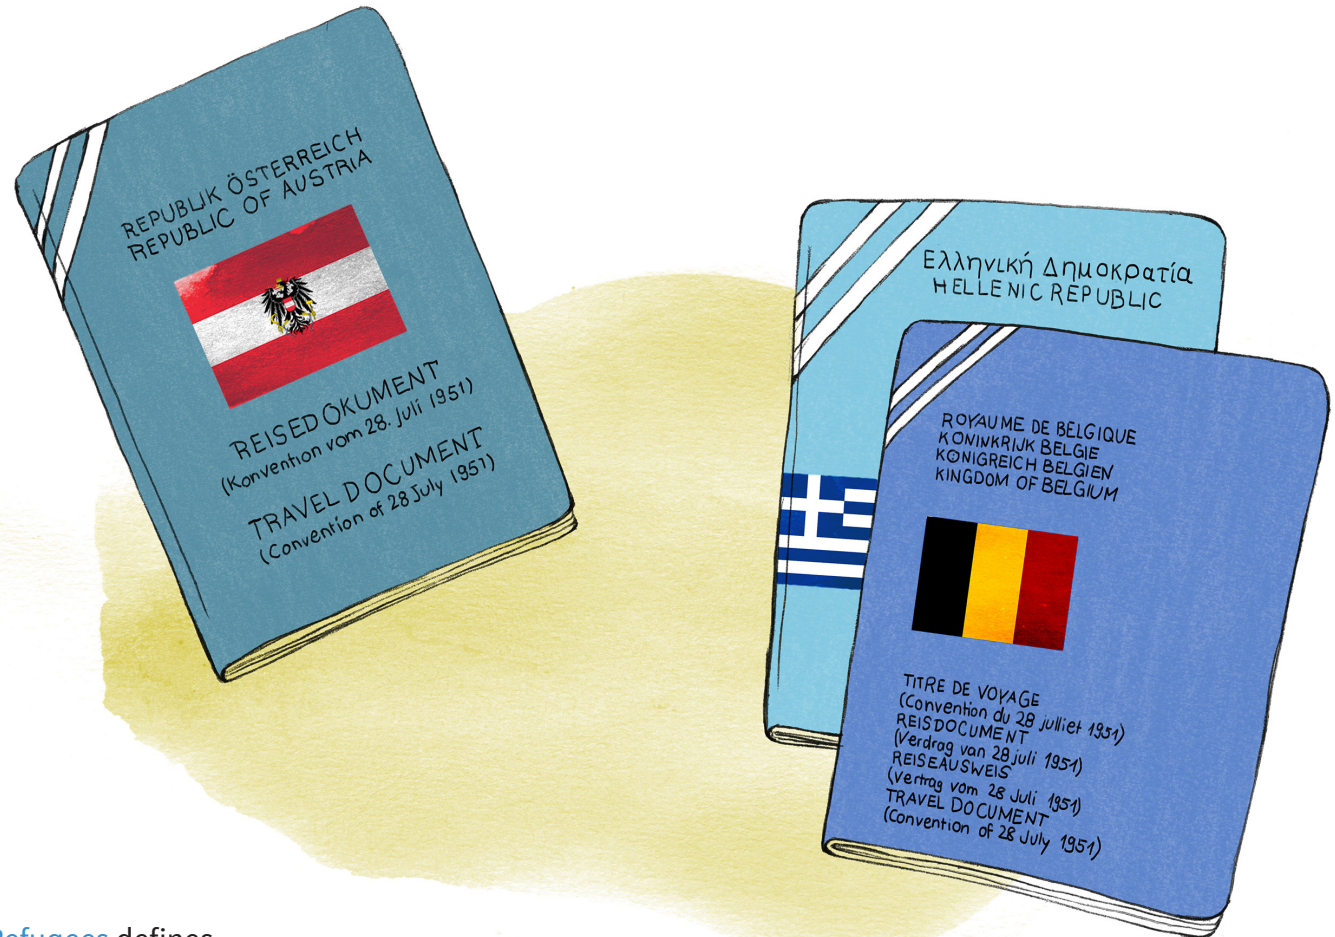 REPUBLIK ÖSTERREICH
REPUBLIC OF AUSTRIA
REISEDOKUMENT
(Konvention vom 28. Juli 1951)
TRAVEL DOCUMENT
(Convention of 28 July 1951)
Ελληνική Δημοκρατία
HELLENIC REPUBLIC
ROYAUME DE BELGIQUE
KONINKRIJK BELGIE
KÖNIGREICH BELGIEN
KINGDOM OF BELGIUM
TITRE DE VOYAGE
(Convention du 28 julliet 1951)
REISDOCUMENT
(Verdrag van 28 juli 1951)
REISEAUSWEIS
(Vertrag vom 28 Juli 1951)
TRAVEL DOCUMENT
(Convention of 28 July 1951)
Refugees defines